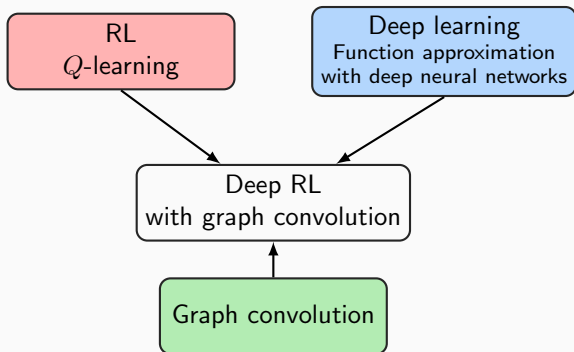 RL
Q-learning
Deep learning
Function approximation
with deep neural networks
Deep RL
with graph convolution
Graph convolution